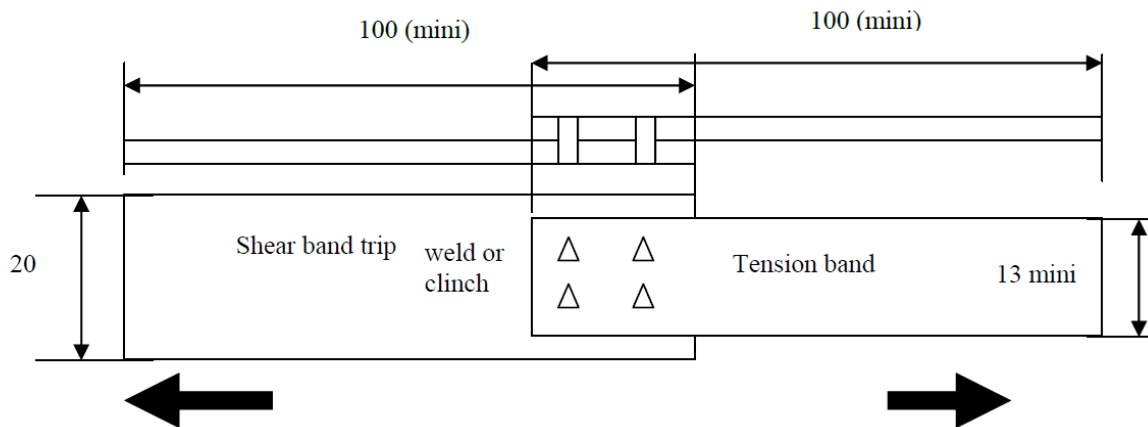 100 (mini)
100 (mini)
20
Shear band trip
weld or
clinch
Tension band
13 mini